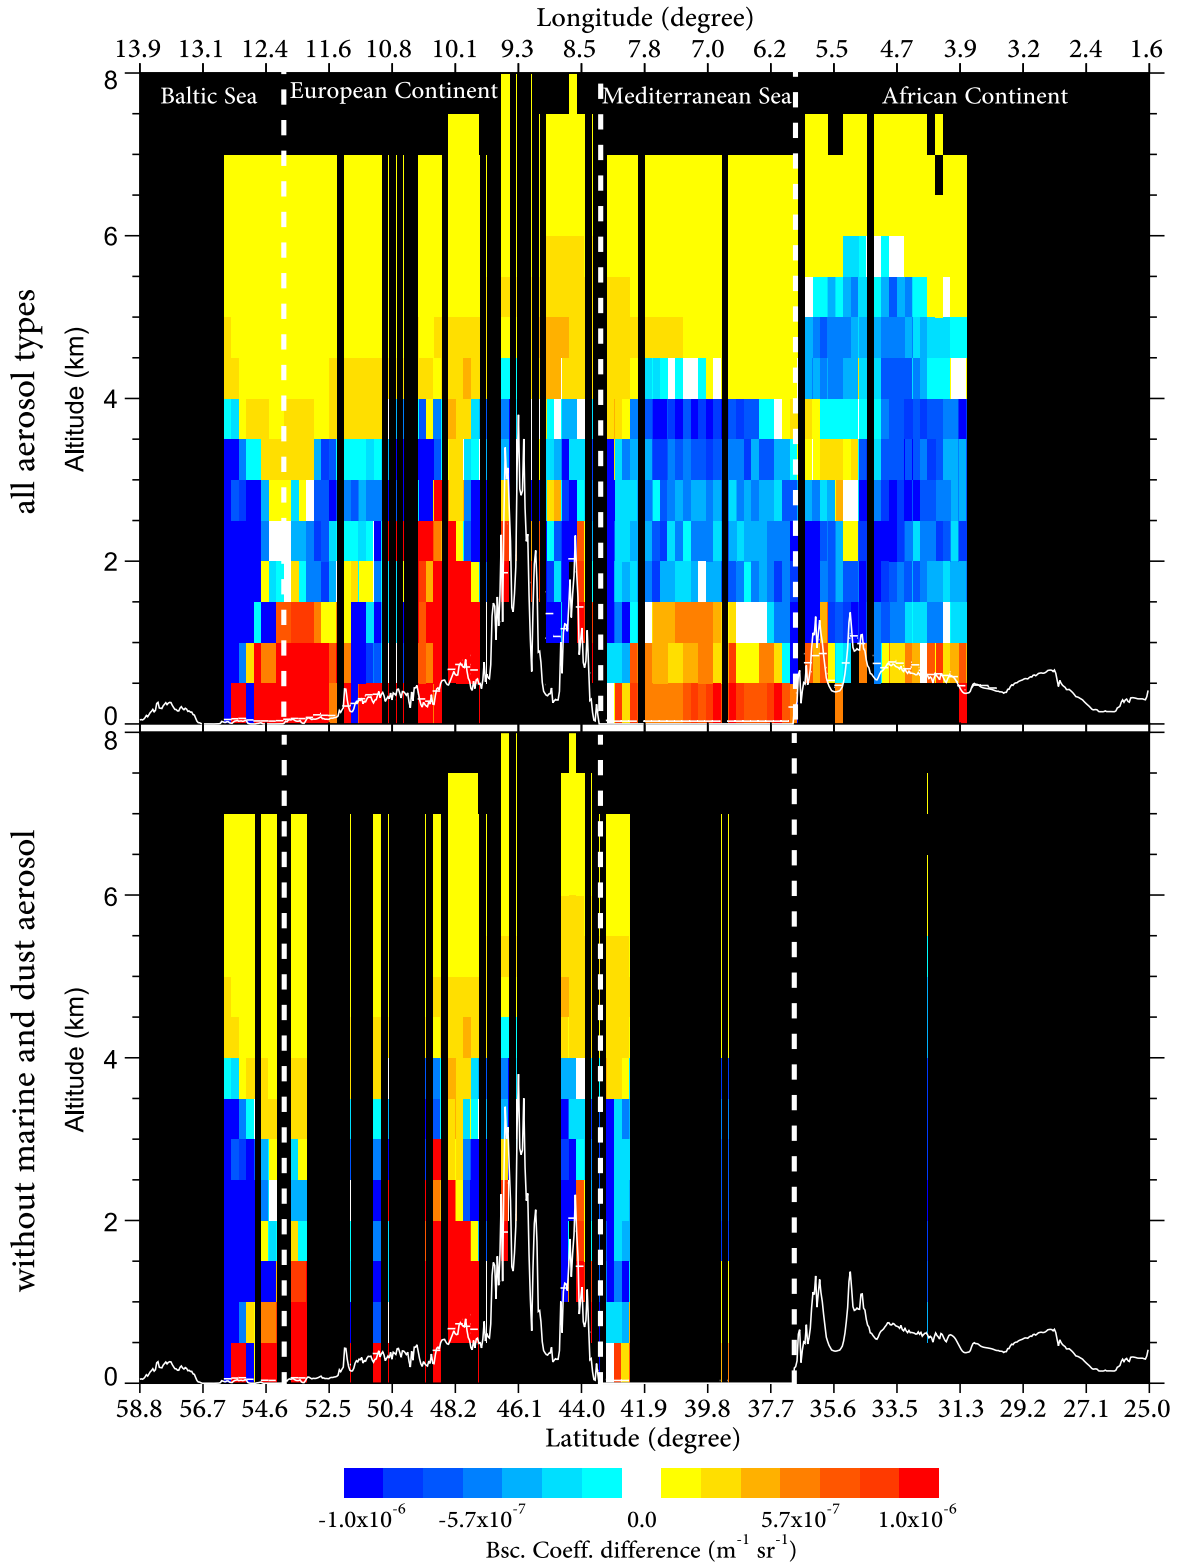 Longitude (degree)
13.9 13.1 12.4 11.6 10.8 10.1 9.3 8.5 7.8 7.0 6.2 5.5 4.7 3.9 3.2 2.4 1.6
Baltic Sea European Continent Mediterranean Sea African Continent
all aerosol types
Altitude (km)
8
6
4
2
0
without marine and dust aerosol
Altitude (km)
8
6
4
2
0
58.8 56.7 54.6 52.5 50.4 48.2 46.1 44.0 41.9 39.8 37.7 35.6 33.5 31.3 29.2 27.1 25.0
Latitude (degree)
-1.0x10⁻⁶ -5.7x10⁻⁷ 0.0 5.7x10⁻⁷ 1.0x10⁻⁶
Bsc. Coeff. difference (m⁻¹ sr⁻¹)